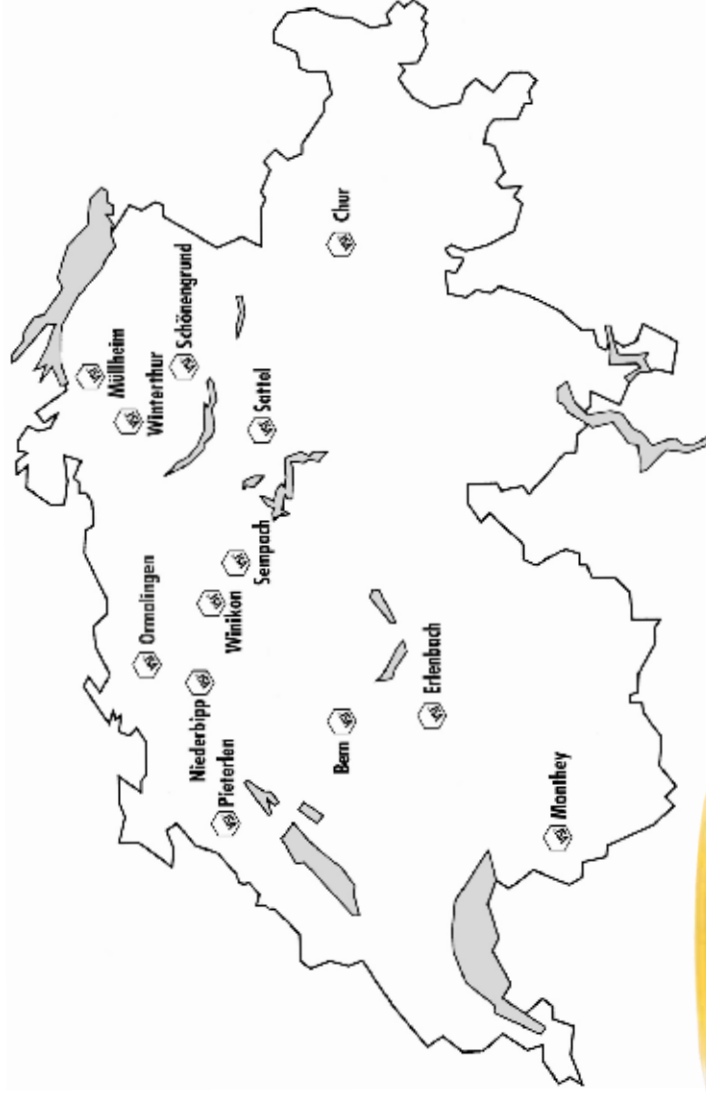 Müllheim
Winterthur
Schönengrund
Ormalingen
Sattel
Sempach
Winikon
Niederbipp
Pieterlen
Chur
Bern
Erlenbach
Monthey